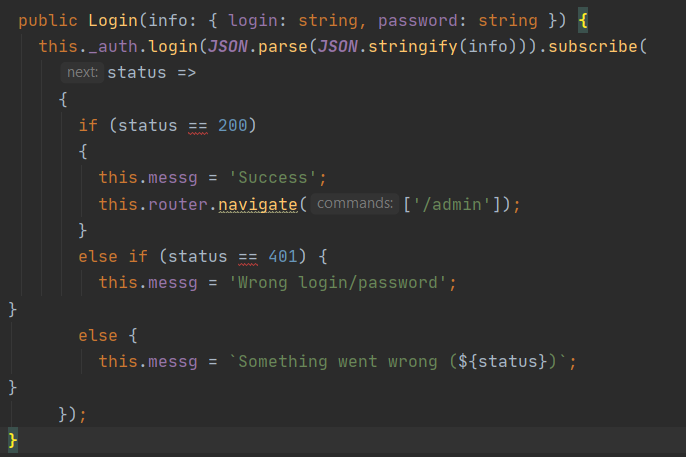 public Login(info: { login: string, password: string }) {
this._auth.login(JSON.parse(JSON.stringify(info))).subscribe(
next: status =>
{
if (status == 200)
{
this.messg = 'Success';
this.router.navigate( commands: ['/admin']);
}
else if (status == 401) {
this.messg = 'Wrong login/password';
}
else {
this.messg = `Something went wrong (${status})`;
}
});
}